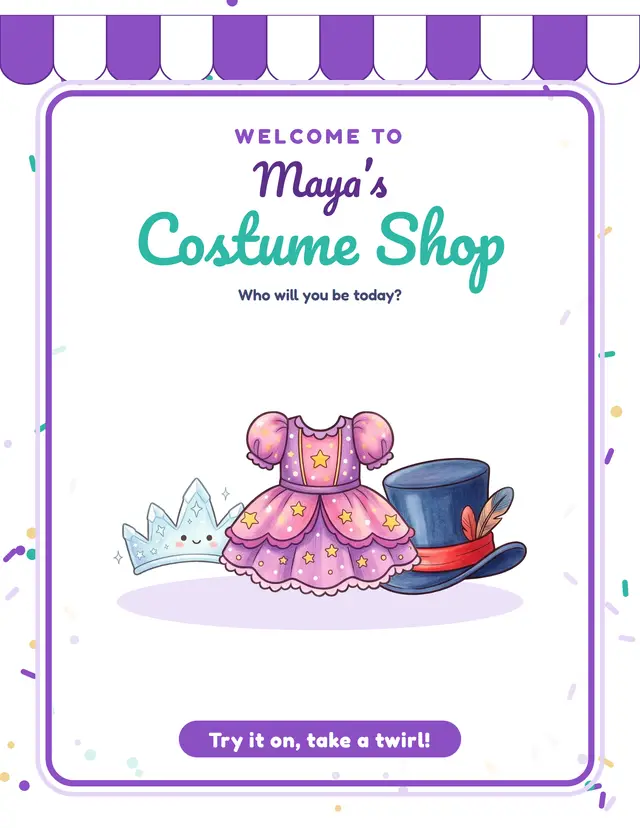 WELCOME TO
Maya's
Costume Shop
Who will you be today?
Try it on, take a twirl!